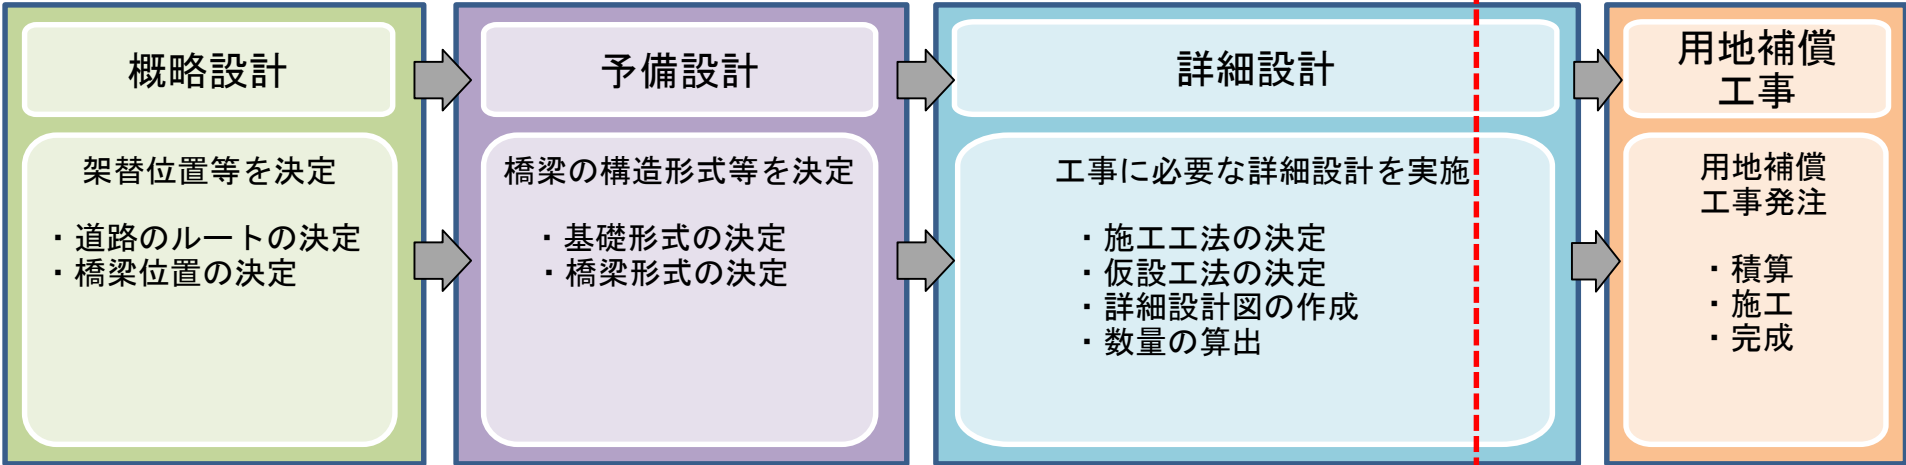 概略設計
架替位置等を決定
・道路のルートの決定
・橋梁位置の決定
予備設計
橋梁の構造形式等を決定
・基礎形式の決定
・橋梁形式の決定
詳細設計
工事に必要な詳細設計を実施
・施工工法の決定
・仮設工法の決定
・詳細設計図の作成
・数量の算出
用地補償
工事
用地補償
工事発注
・積算
・施工
・完成